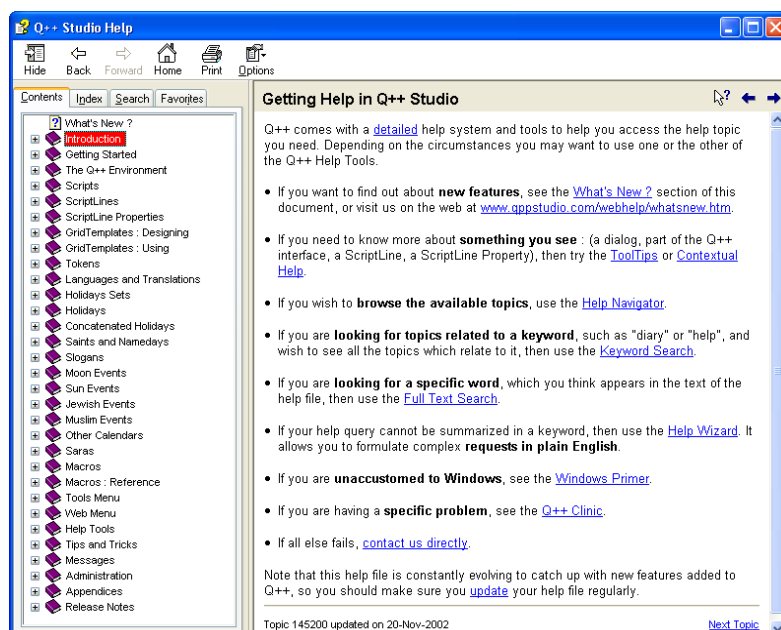 Q++ Studio Help
Hide Back Forward Home Print Options
Contents Index Search Favorites
What's New ?
Introduction
Getting Started
The Q++ Environment
Scripts
ScriptLines
ScriptLine Properties
GridTemplates : Designing
GridTemplates : Using
Tokens
Languages and Translations
Holidays Sets
Holidays
Concatenated Holidays
Saints and Namedays
Slogans
Moon Events
Sun Events
Jewish Events
Muslim Events
Other Calendars
Saras
Macros
Macros : Reference
Tools Menu
Web Menu
Help Tools
Tips and Tricks
Messages
Administration
Appendices
Release Notes
Getting Help in Q++ Studio
Q++ comes with a detailed help system and tools to help you access the help topic
you need. Depending on the circumstances you may want to use one or the other of
the Q++ Help Tools.
• If you want to find out about new features, see the What's New ? section of this
document, or visit us on the web at www.qppstudio.com/webhelp/whatsnew.htm.
• If you need to know more about something you see : (a dialog, part of the Q++
interface, a ScriptLine, a ScriptLine Property), then try the ToolTips or Contextual
Help.
• If you wish to browse the available topics, use the Help Navigator.
• If you are looking for topics related to a keyword, such as "diary" or "help", and
wish to see all the topics which relate to it, then use the Keyword Search.
• If you are looking for a specific word, which you think appears in the text of the
help file, then use the Full Text Search.
• If your help query cannot be summarized in a keyword, then use the Help Wizard. It
allows you to formulate complex requests in plain English.
• If you are unaccustomed to Windows, see the Windows Primer.
• If you are having a specific problem, see the Q++ Clinic.
• If all else fails, contact us directly.
Note that this help file is constantly evolving to catch up with new features added to
Q++, so you should make sure you update your help file regularly.
Topic 145200 updated on 20-Nov-2002 Next Topic